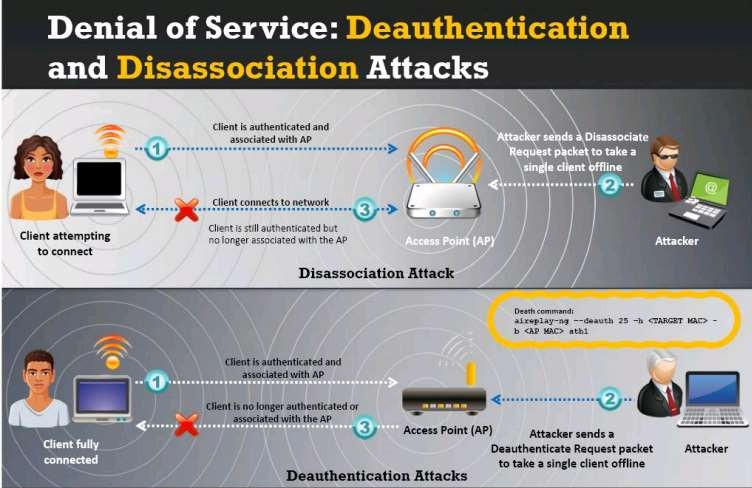 Denial of Service: Deauthentication
and Disassociation Attacks
1
Client is authenticated and
associated with AP
Attacker sends a Disassociate
Request packet to take a
single client offline
2
@
Client connects to network
3
Client is still authenticated but
no longer associated with the AP
Client attempting
to connect
Access Point (AP)
Attacker
Disassociation Attack
Death command:
aireplay-ng --deauth 25 -h <TARGET MAC> -
b <AP MAC> ath1
1
Client is authenticated and
associated with AP
2
Client is no longer authenticated or
associated with the AP
3
Client fully
connected
Access Point (AP)
Attacker sends a
Deauthenticate Request packet
to take a single client offline
Attacker
Deauthentication Attacks